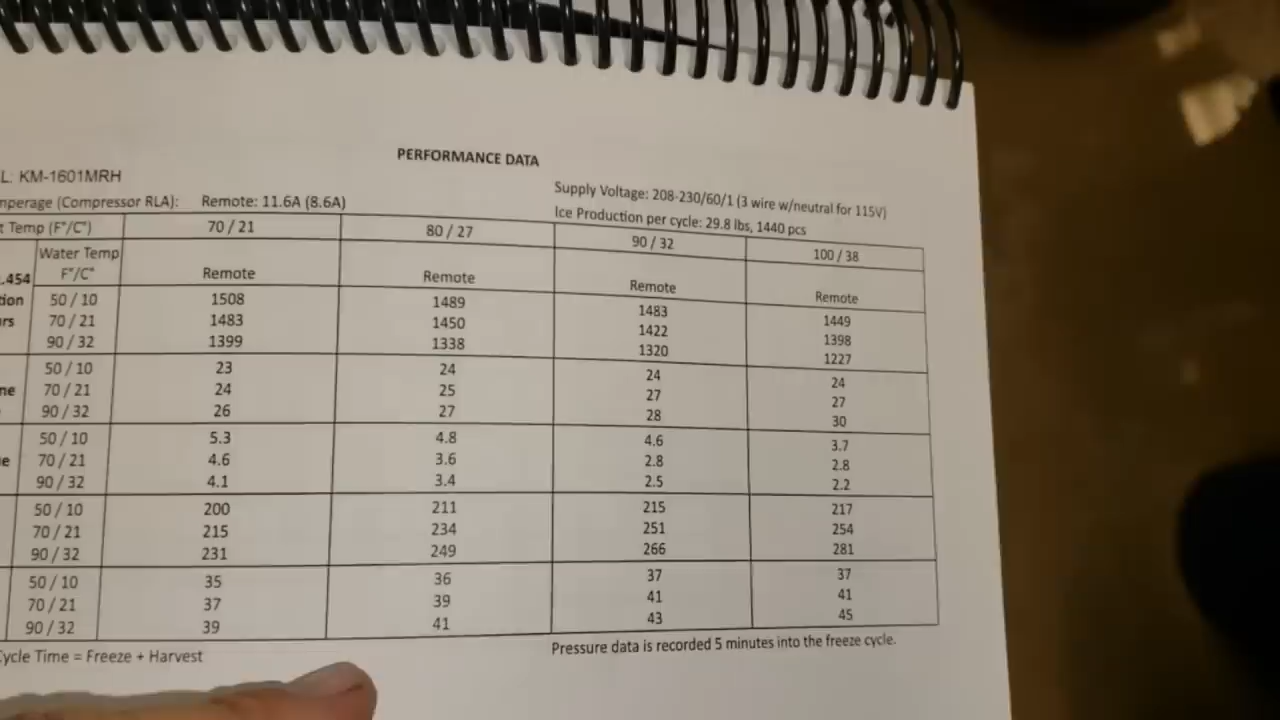 PERFORMANCE DATA
L: KM-1601MRH
Supply Voltage: 208-230/60/1 (3 wire w/neutral for 115V)
mperage (Compressor RLA): Remote: 11.6A (8.6A)
Ice Production per cycle: 29.8 lbs, 1440 pcs
t Temp (F°/C°) 70 / 21 80 / 27 90 / 32 100 / 38
Water Temp
.454 F°/C° Remote Remote Remote Remote
tion 50 / 10 1508 1489 1483 1449
rs 70 / 21 1483 1450 1422 1398
90 / 32 1399 1338 1320 1227
50 / 10 23 24 24 24
me 70 / 21 24 25 27 27
90 / 32 26 27 28 30
50 / 10 5.3 4.8 4.6 3.7
e 70 / 21 4.6 3.6 2.8 2.8
90 / 32 4.1 3.4 2.5 2.2
50 / 10 200 211 215 217
70 / 21 215 234 251 254
90 / 32 231 249 266 281
50 / 10 35 36 37 37
70 / 21 37 39 41 41
90 / 32 39 41 43 45
Cycle Time = Freeze + Harvest
Pressure data is recorded 5 minutes into the freeze cycle.